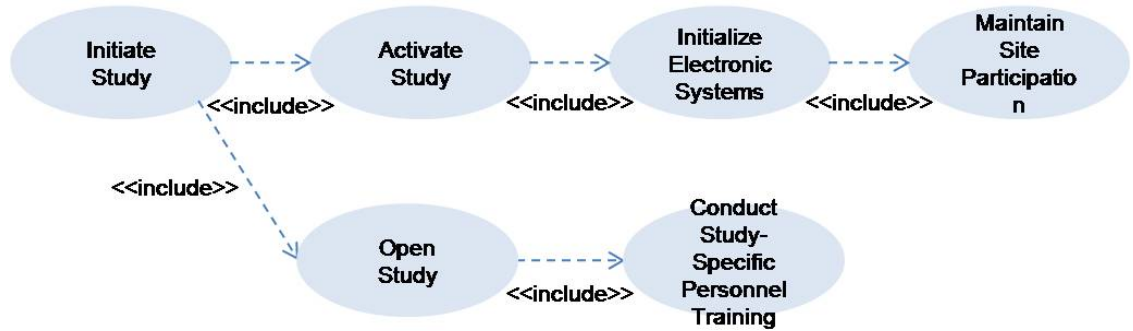 Initiate
Study
<<include>>
Activate
Study
<<include>>
Initialize
Electronic
Systems
<<include>>
Maintain
Site
Participatio
n
<<include>>
Open
Study
<<include>>
Conduct
Study-
Specific
Personnel
Training